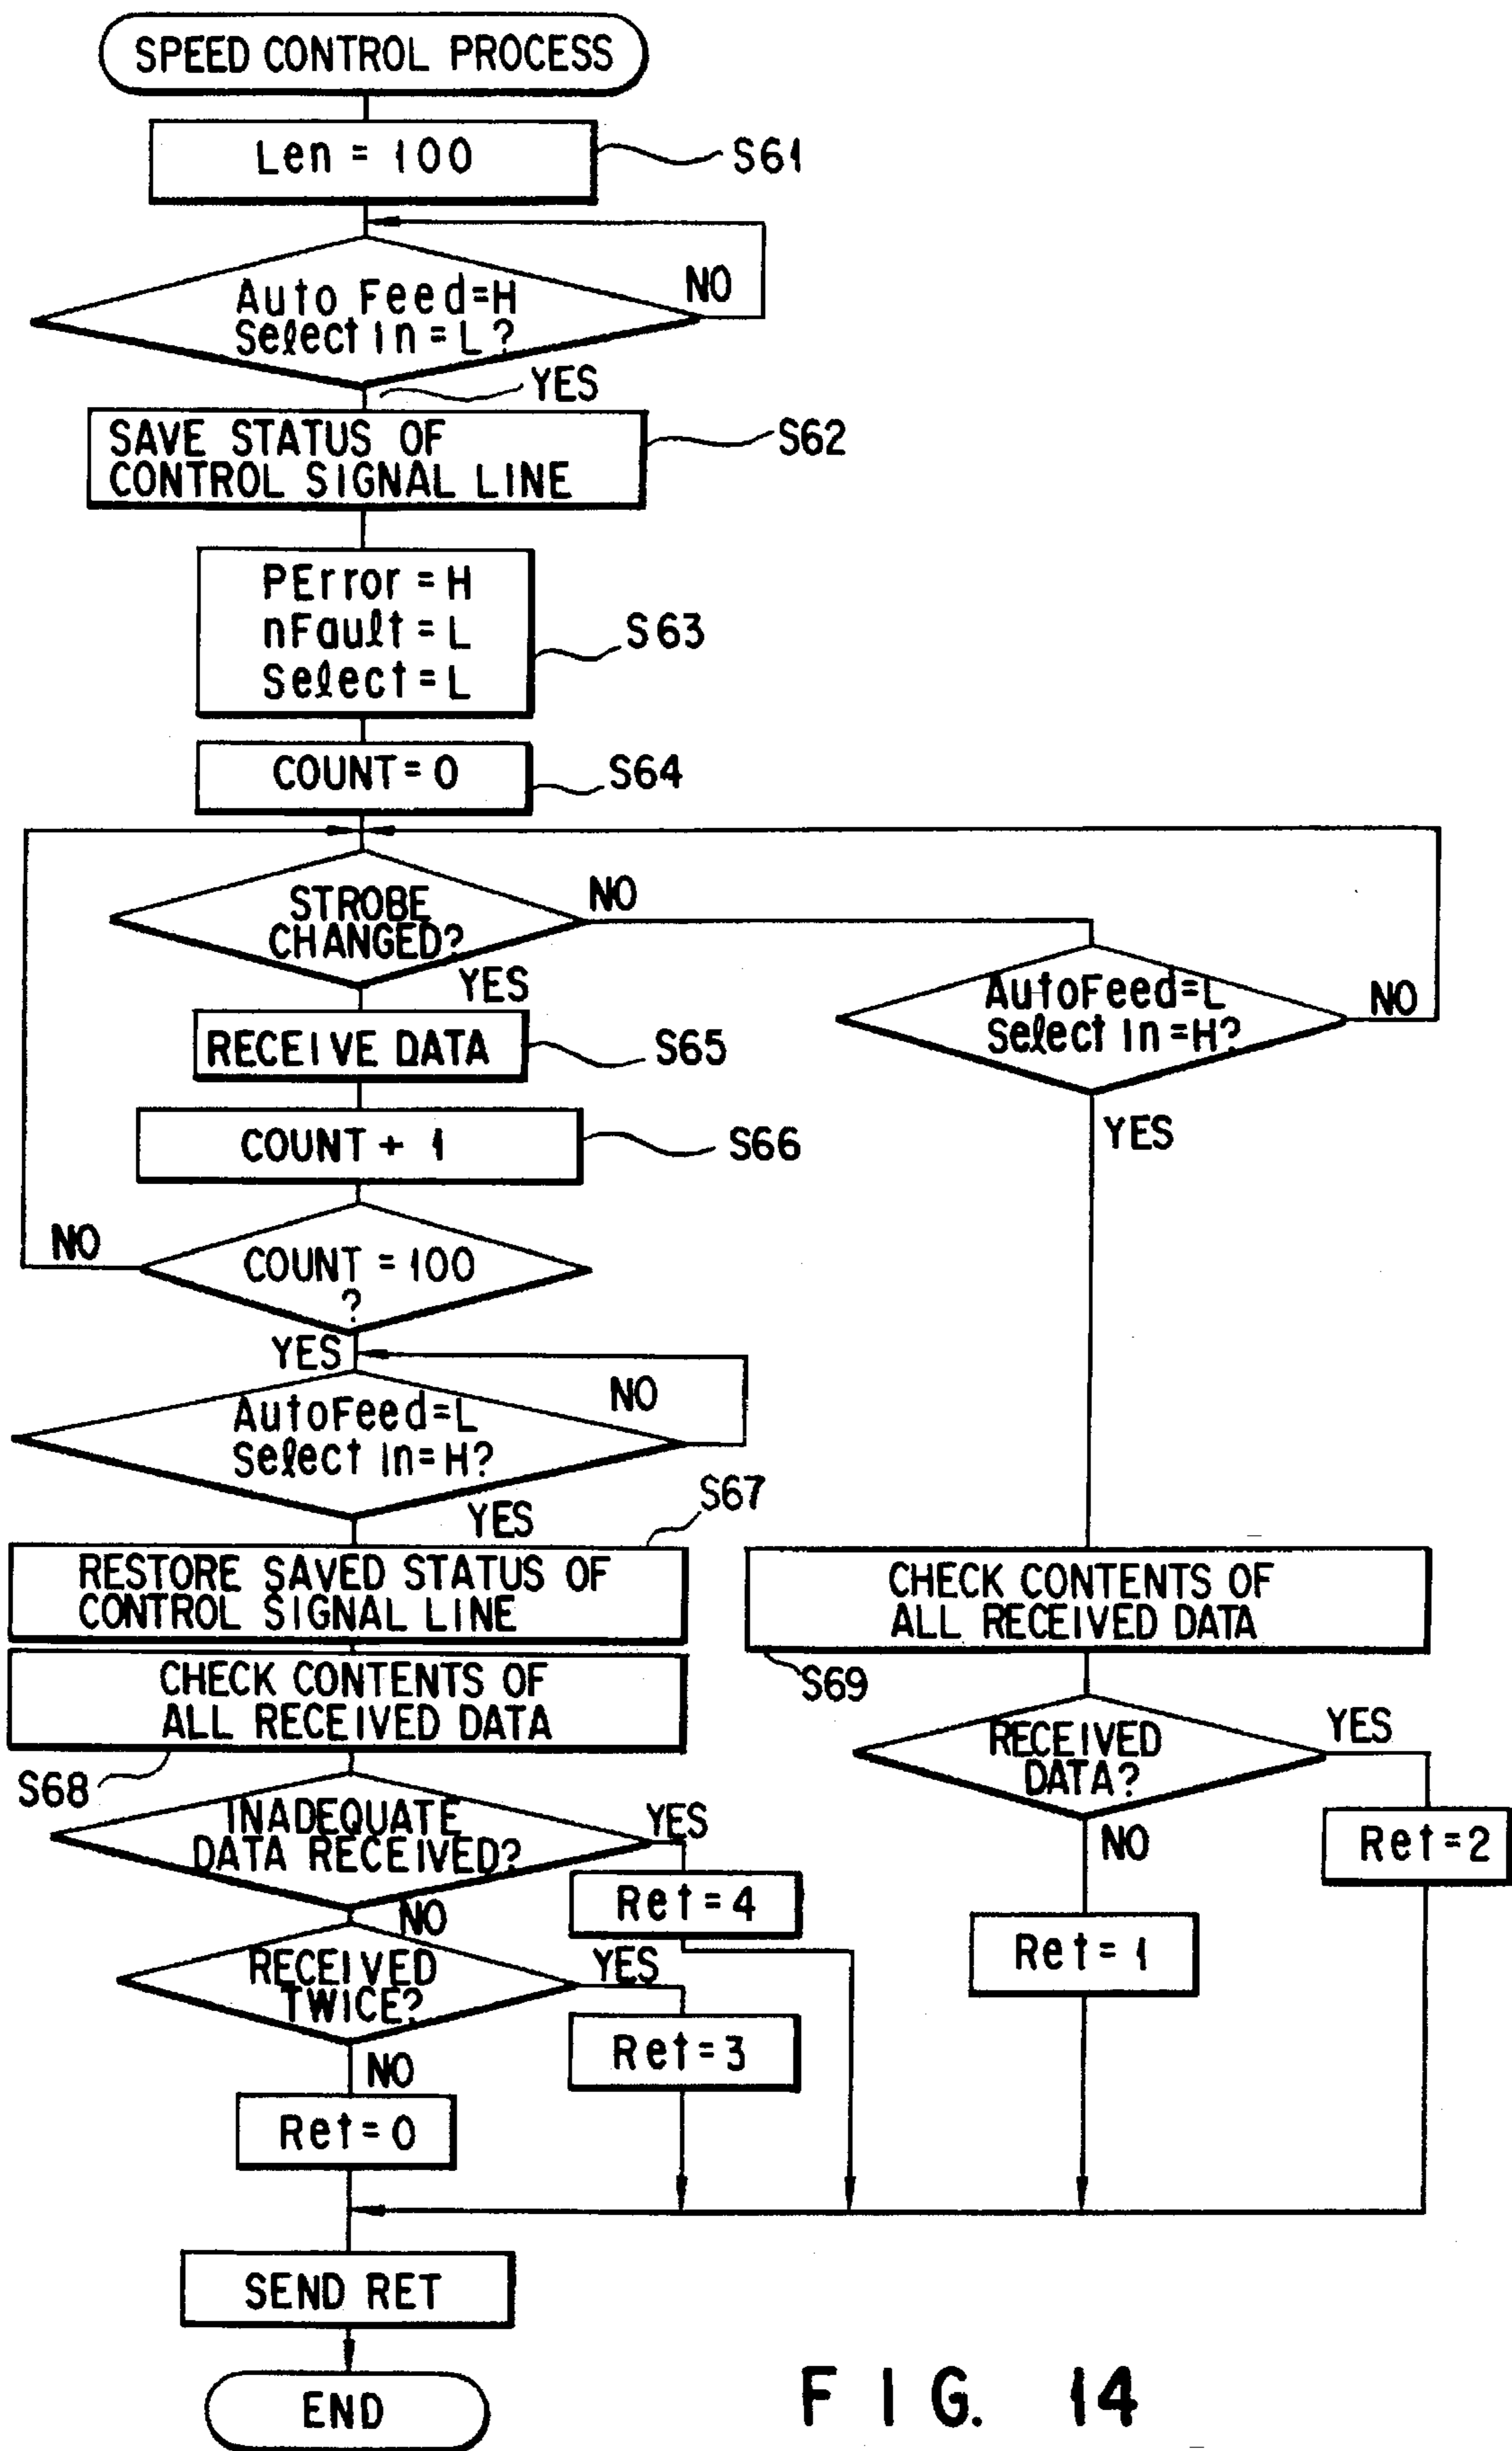 SPEED CONTROL PROCESS
Len = 100
S61
Auto Feed=H
Select In = L?
NO
YES
SAVE STATUS OF
CONTROL SIGNAL LINE
S62
PError = H
nFault = L
Select = L
S63
COUNT = 0
S64
STROBE
CHANGED?
NO
YES
AutoFeed=L
Select In =H?
NO
YES
RECEIVE DATA
S65
COUNT + 1
S66
COUNT = 100
?
NO
YES
AutoFeed=L
Select In=H?
NO
YES
S67
RESTORE SAVED STATUS OF
CONTROL SIGNAL LINE
CHECK CONTENTS OF
ALL RECEIVED DATA
S68
CHECK CONTENTS OF
ALL RECEIVED DATA
S69
RECEIVED
DATA?
YES
NO
Ret=2
Ret= 1
INADEQUATE
DATA RECEIVED?
YES
NO
Ret=4
RECEIVED
TWICE?
YES
NO
Ret=3
Ret=0
SEND RET
END
FIG. 14